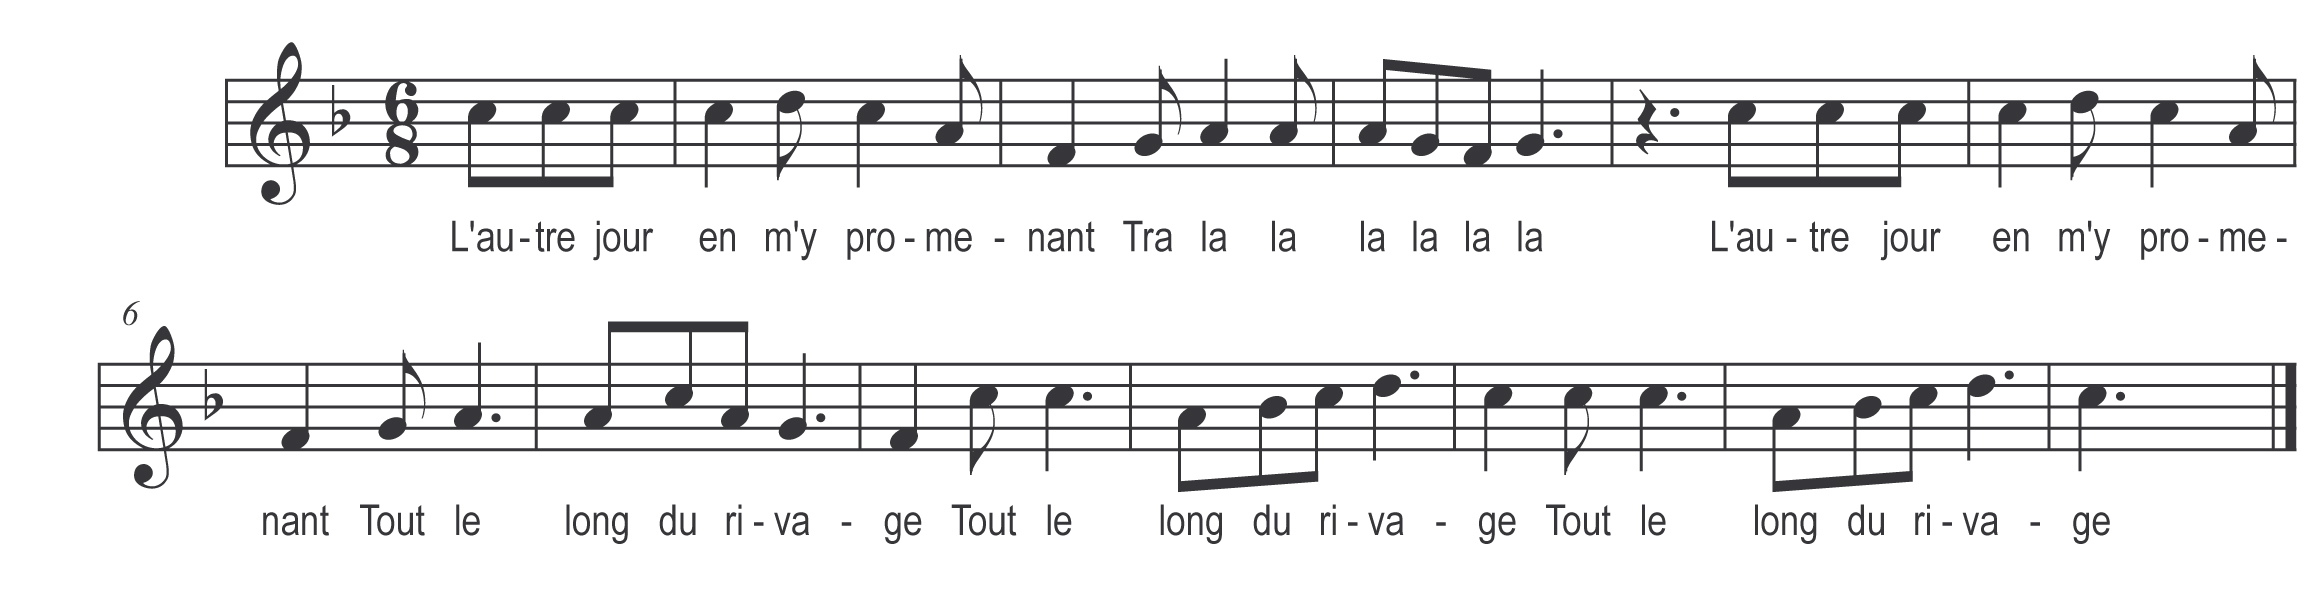 L'au-tre jour en m'y pro-me - nant Tra la la la la la la L'au - tre jour en m'y pro-me-
6
nant Tout le long du ri-va - ge Tout le long du ri-va - ge Tout le long du ri-va - ge